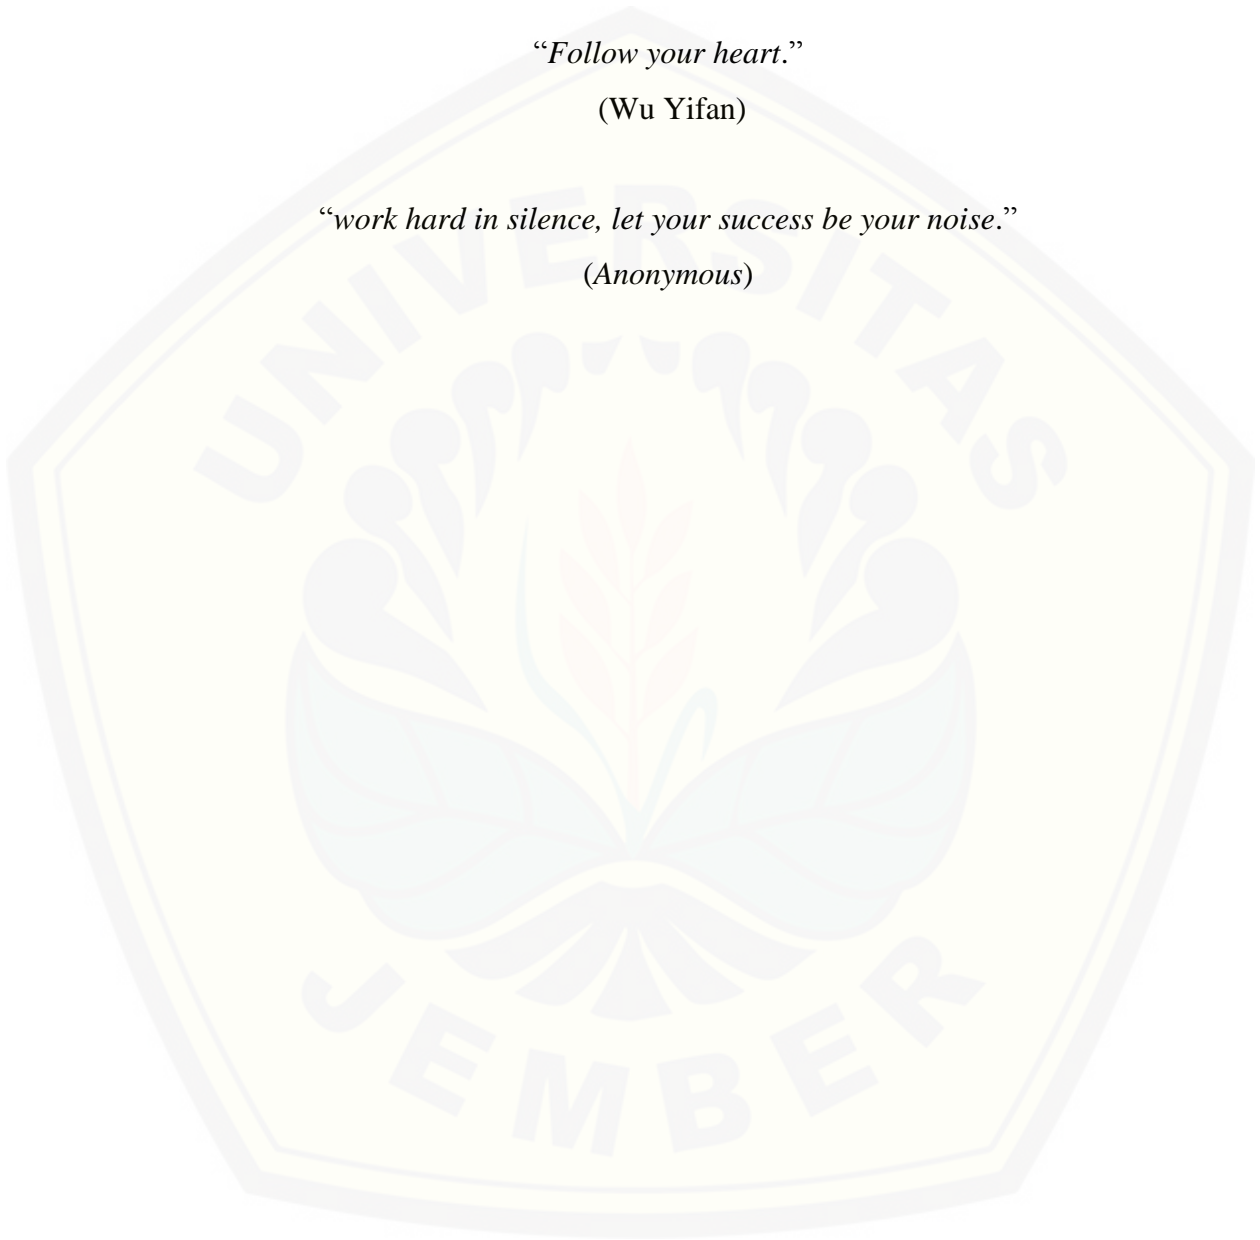 “Follow your heart.”
(Wu Yifan)
“work hard in silence, let your success be your noise.”
(Anonymous)
UNIVERSITAS
JEMBER